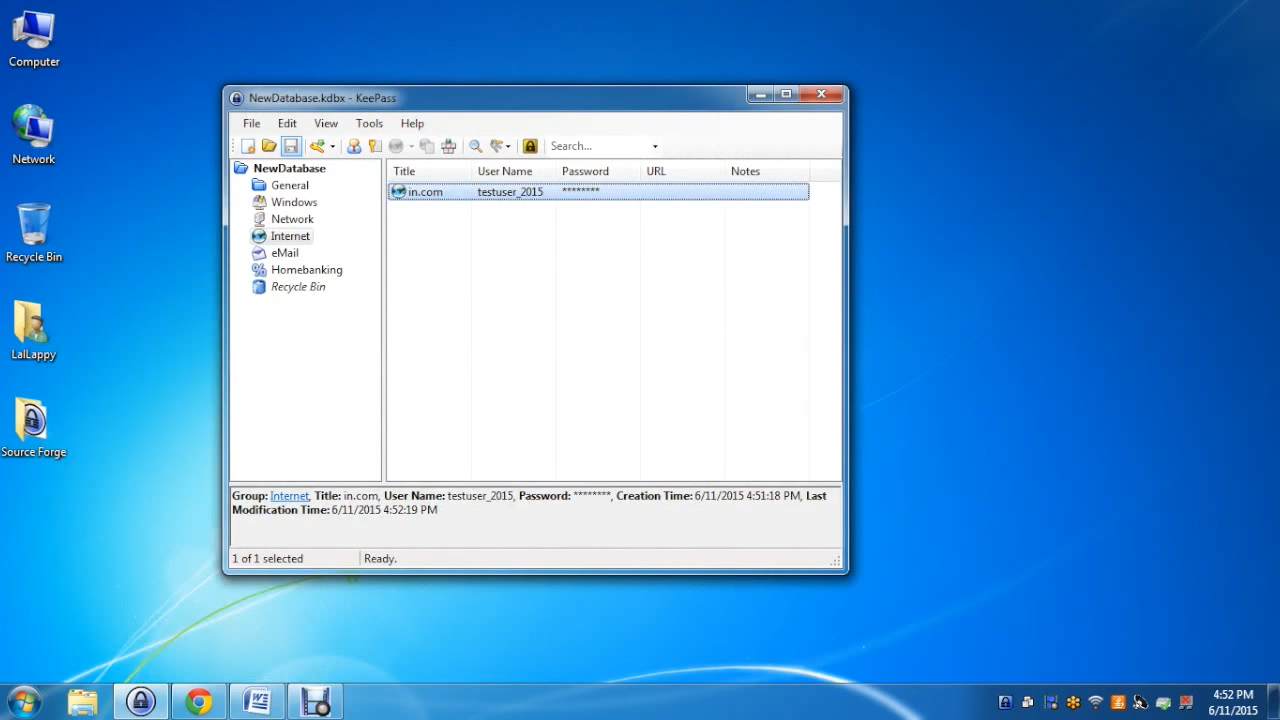 Computer
Network
Recycle Bin
LalLappy
Source Forge
NewDatabase.kdbx - KeePass
File Edit View Tools Help
Search...
NewDatabase
General
Windows
Network
Internet
eMail
Homebanking
Recycle Bin
Title User Name Password URL Notes
in.com testuser_2015 ********
Group: Internet, Title: in.com, User Name: testuser_2015, Password: ********, Creation Time: 6/11/2015 4:51:18 PM, Last
Modification Time: 6/11/2015 4:52:19 PM
1 of 1 selected Ready.
4:52 PM
6/11/2015